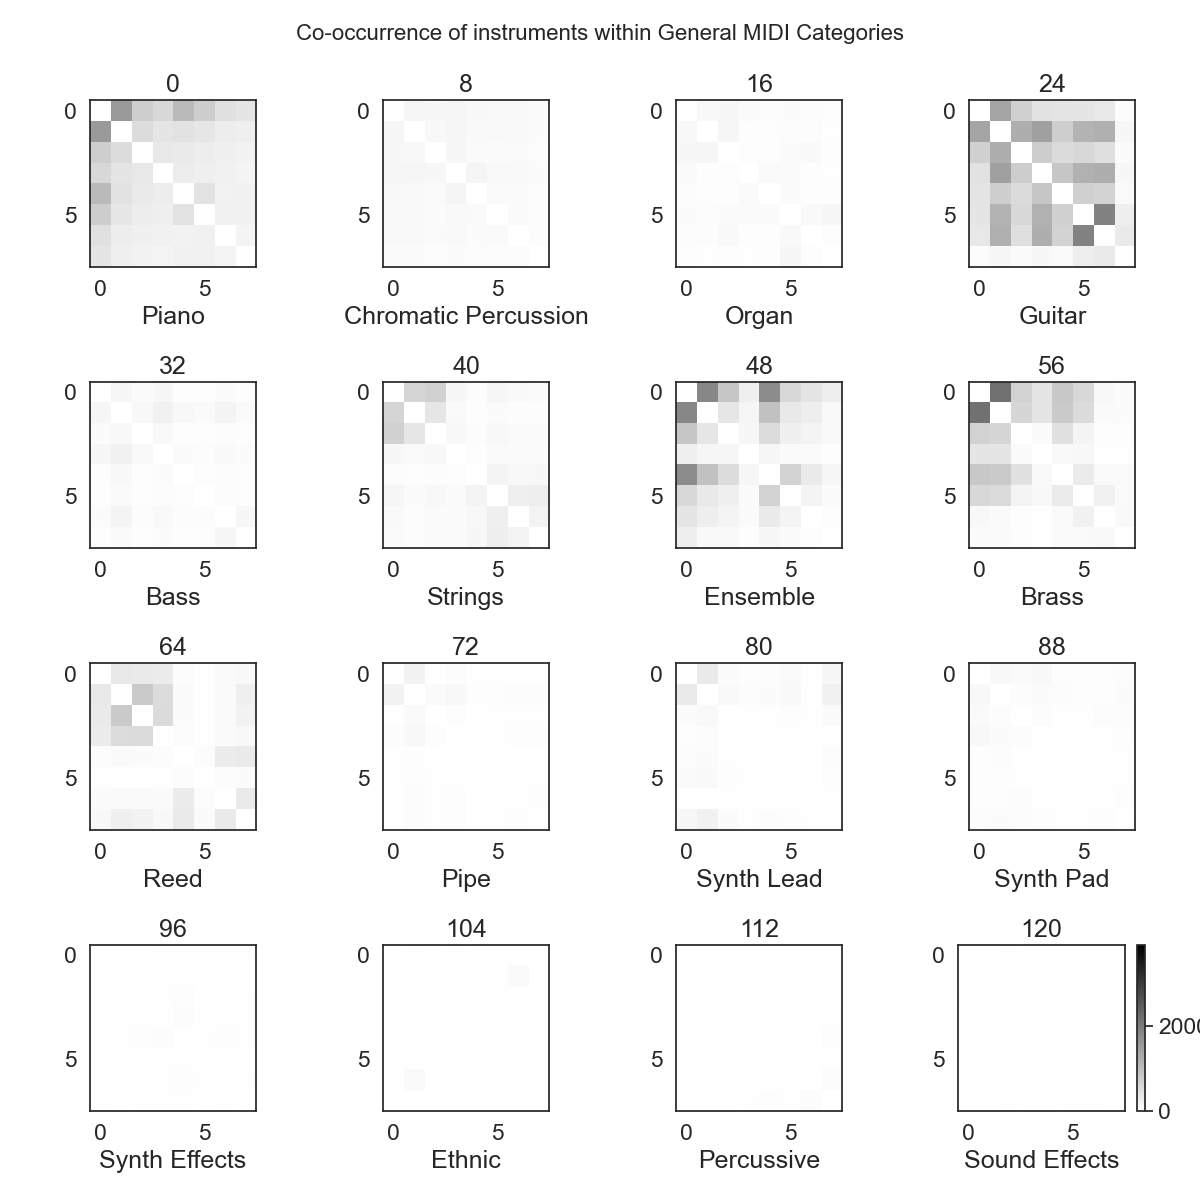 Co-occurrence of instruments within General MIDI Categories
0 8 16 24
0 0 0 0
5 5 5 5
0 5 0 5 0 5 0 5
Piano Chromatic Percussion Organ Guitar
32 40 48 56
0 0 0 0
5 5 5 5
0 5 0 5 0 5 0 5
Bass Strings Ensemble Brass
64 72 80 88
0 0 0 0
5 5 5 5
0 5 0 5 0 5 0 5
Reed Pipe Synth Lead Synth Pad
96 104 112 120
0 0 0 0
2000
5 5 5 5
0
0 5 0 5 0 5 0 5
Synth Effects Ethnic Percussive Sound Effects